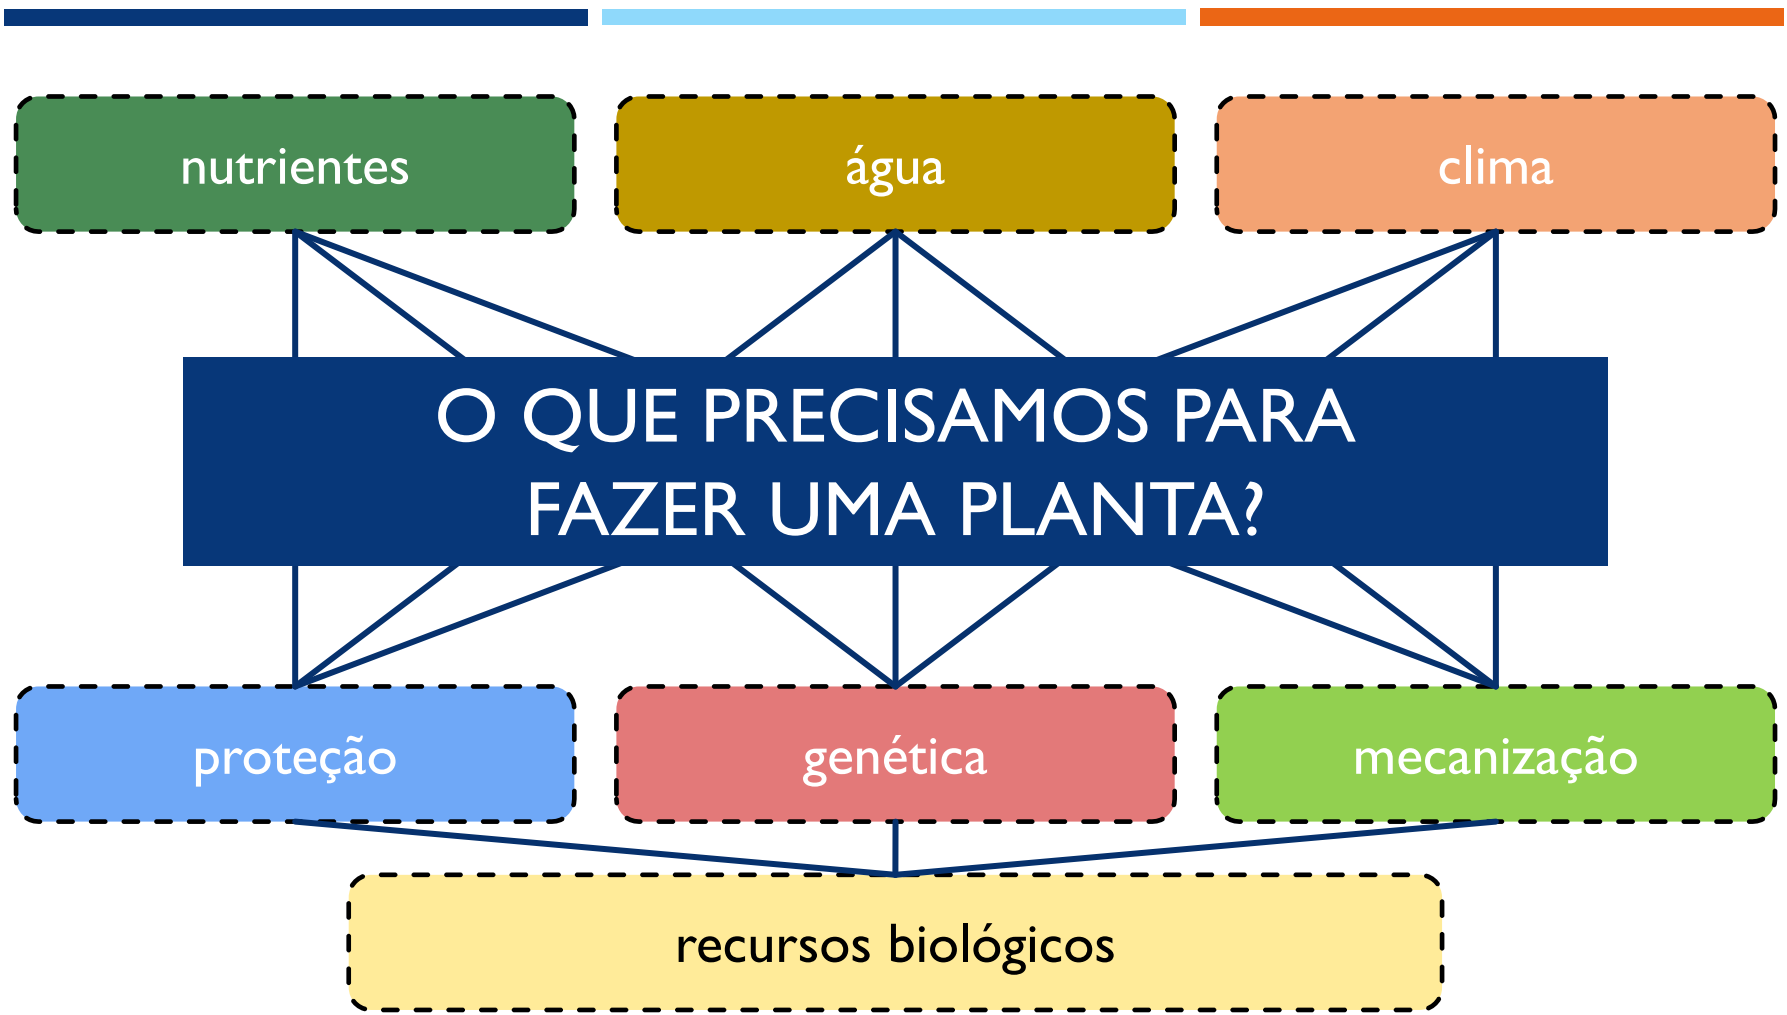 nutrientes
água
clima
O QUE PRECISAMOS PARA
FAZER UMA PLANTA?
proteção
genética
mecanização
recursos biológicos